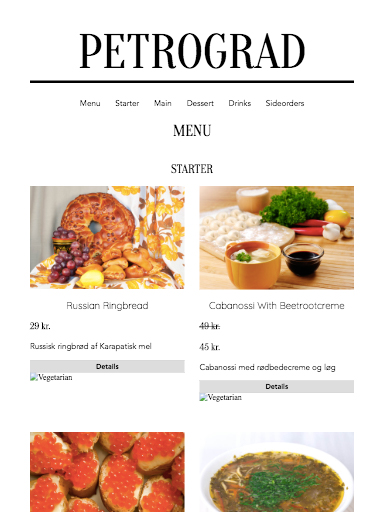 PETROGRAD
Menu Starter Main Dessert Drinks Sideorders
MENU
STARTER
Russian Ringbread
29 kr.
Russisk ringbrød af Karapatisk mel
Details
Vegetarian
Cabanossi With Beetrootcreme
49 kr.
45 kr.
Cabanossi med rødbedecreme og løg
Details
Vegetarian